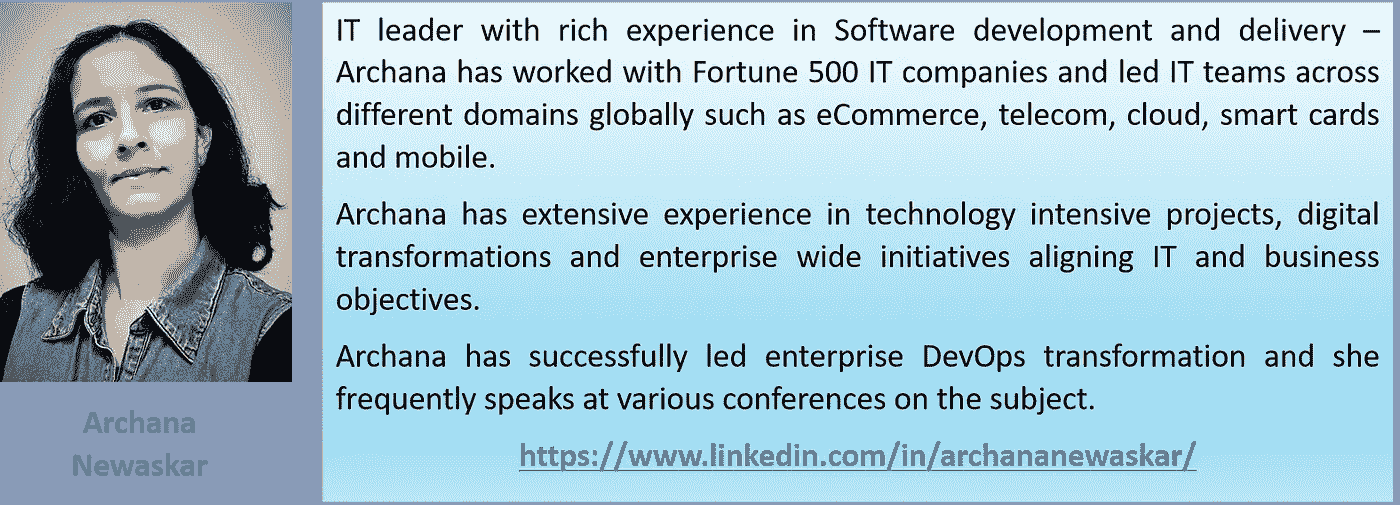 IT leader with rich experience in Software development and delivery –
Archana has worked with Fortune 500 IT companies and led IT teams across
different domains globally such as eCommerce, telecom, cloud, smart cards
and mobile.
Archana has extensive experience in technology intensive projects, digital
transformations and enterprise wide initiatives aligning IT and business
objectives.
Archana has successfully led enterprise DevOps transformation and she
frequently speaks at various conferences on the subject.
https://www.linkedin.com/in/archananewaskar/
Archana
Newaskar